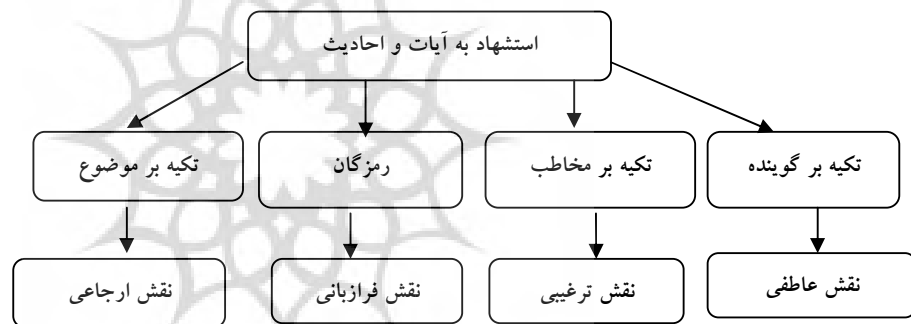 استشهاد به آیات و احادیث
تکیه بر گوینده
تکیه بر مخاطب
رمزگان
تکیه بر موضوع
نقش عاطفی
نقش ترغیبی
نقش فرازبانی
نقش ارجاعی